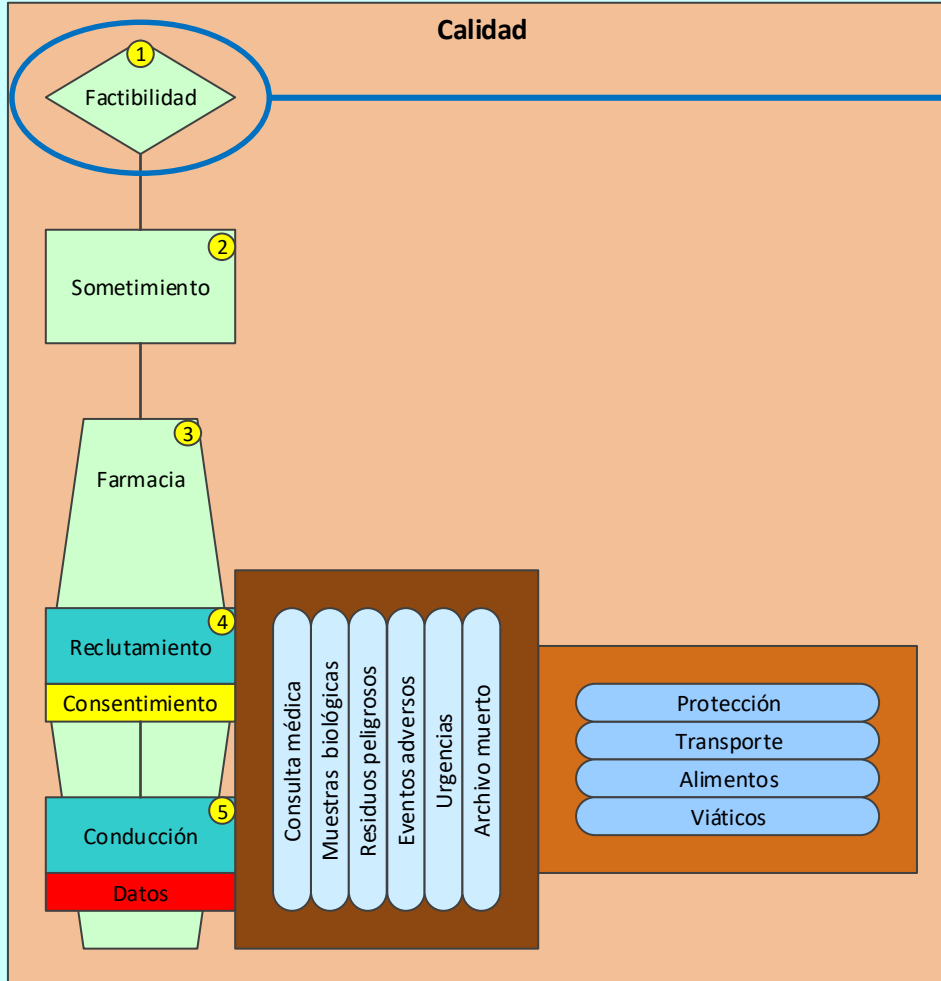 Calidad
1
Factibilidad
2
Sometimiento
3
Farmacia
4
Reclutamiento
Consentimiento
5
Conducción
Datos
Consulta médica
Muestras biológicas
Residuos peligrosos
Eventos adversos
Urgencias
Archivo muerto
Protección
Transporte
Alimentos
Viáticos